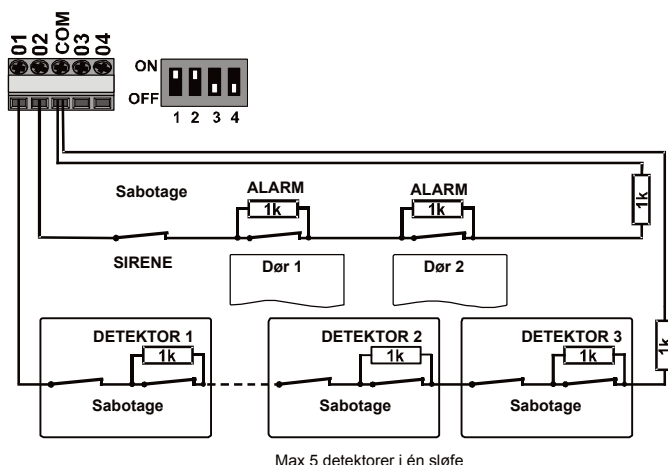 01 02 COM 03 04
ON
OFF
1 2 3 4
1k
Sabotage
ALARM
1k
ALARM
1k
SIRENE
Dør 1
Dør 2
1k
DETEKTOR 1
1k
Sabotage
DETEKTOR 2
1k
Sabotage
DETEKTOR 3
1k
Sabotage
Max 5 detektorer i én sløfe